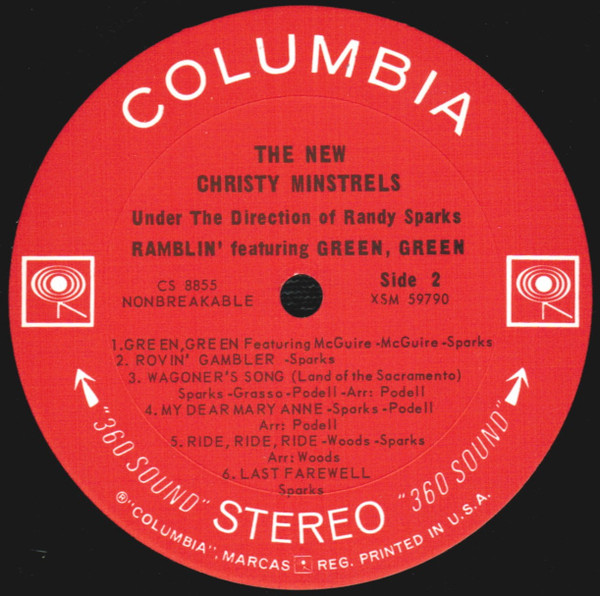 COLUMBIA
THE NEW
CHRISTY MINSTRELS
Under The Direction of Randy Sparks
RAMBLIN' featuring GREEN, GREEN
CS 8855
NONBREAKABLE
Side 2
XSM 59790
1.GREEN,GREEN Featuring McGuire -McGuire -Sparks
2. ROVIN' GAMBLER -Sparks
3. WAGONER'S SONG (Land of the Sacramento)
Sparks -Grasso -Podell -Arr: Podell
4. MY DEAR MARY ANNE -Sparks -Podell
Arr: Podell
5. RIDE, RIDE, RIDE -Woods -Sparks
Arr: Woods
6. LAST FAREWELL
Sparks
"360 SOUND" STEREO "360 SOUND"
® "COLUMBIA", MARCAS REG. PRINTED IN U.S.A.